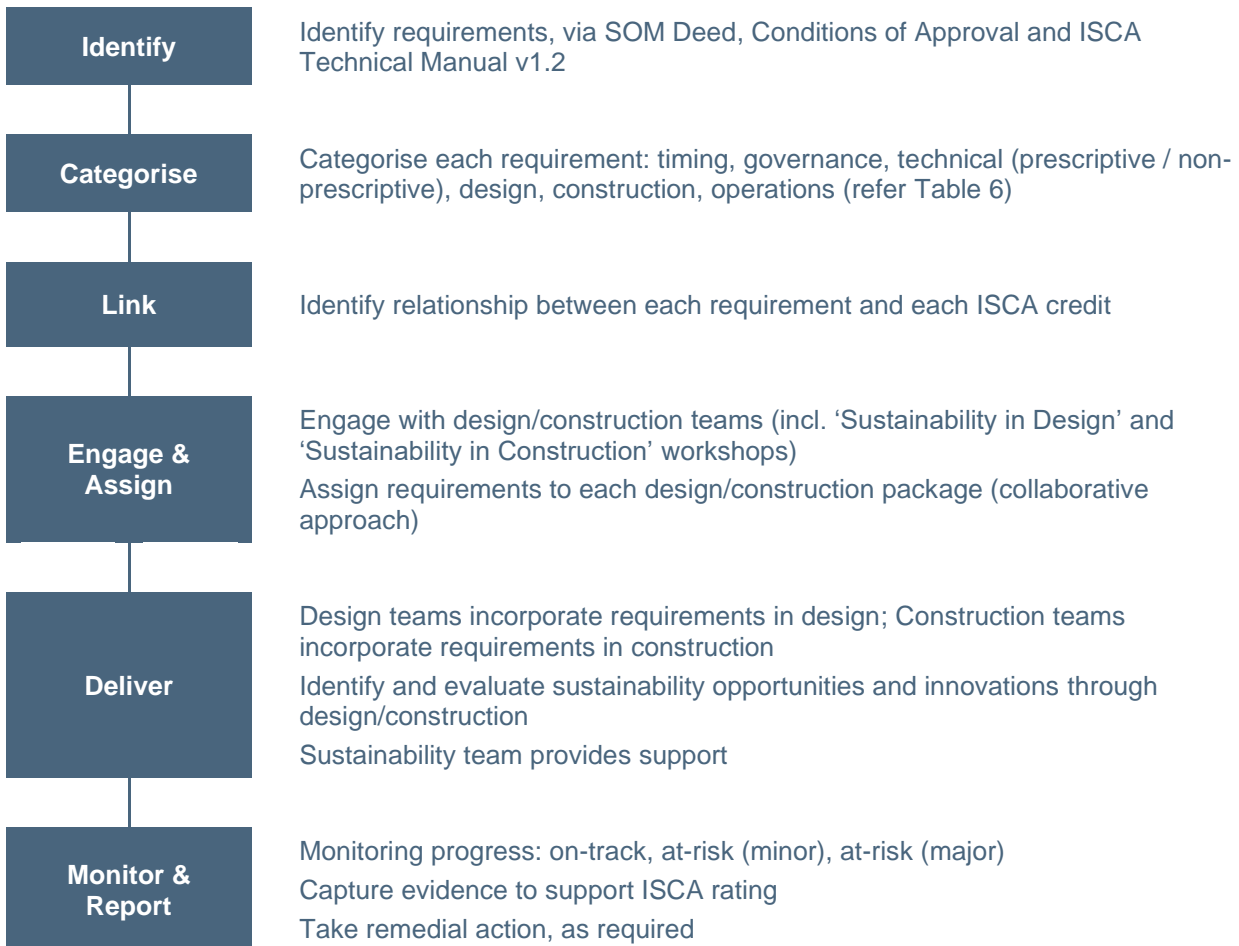 Identify
Identify requirements, via SOM Deed, Conditions of Approval and ISCA
Technical Manual v1.2
Categorise
Categorise each requirement: timing, governance, technical (prescriptive / non-
prescriptive), design, construction, operations (refer Table 6)
Link
Identify relationship between each requirement and each ISCA credit
Engage &
Assign
Engage with design/construction teams (incl. ‘Sustainability in Design’ and
‘Sustainability in Construction’ workshops)
Assign requirements to each design/construction package (collaborative
approach)
Deliver
Design teams incorporate requirements in design; Construction teams
incorporate requirements in construction
Identify and evaluate sustainability opportunities and innovations through
design/construction
Sustainability team provides support
Monitor &
Report
Monitoring progress: on-track, at-risk (minor), at-risk (major)
Capture evidence to support ISCA rating
Take remedial action, as required